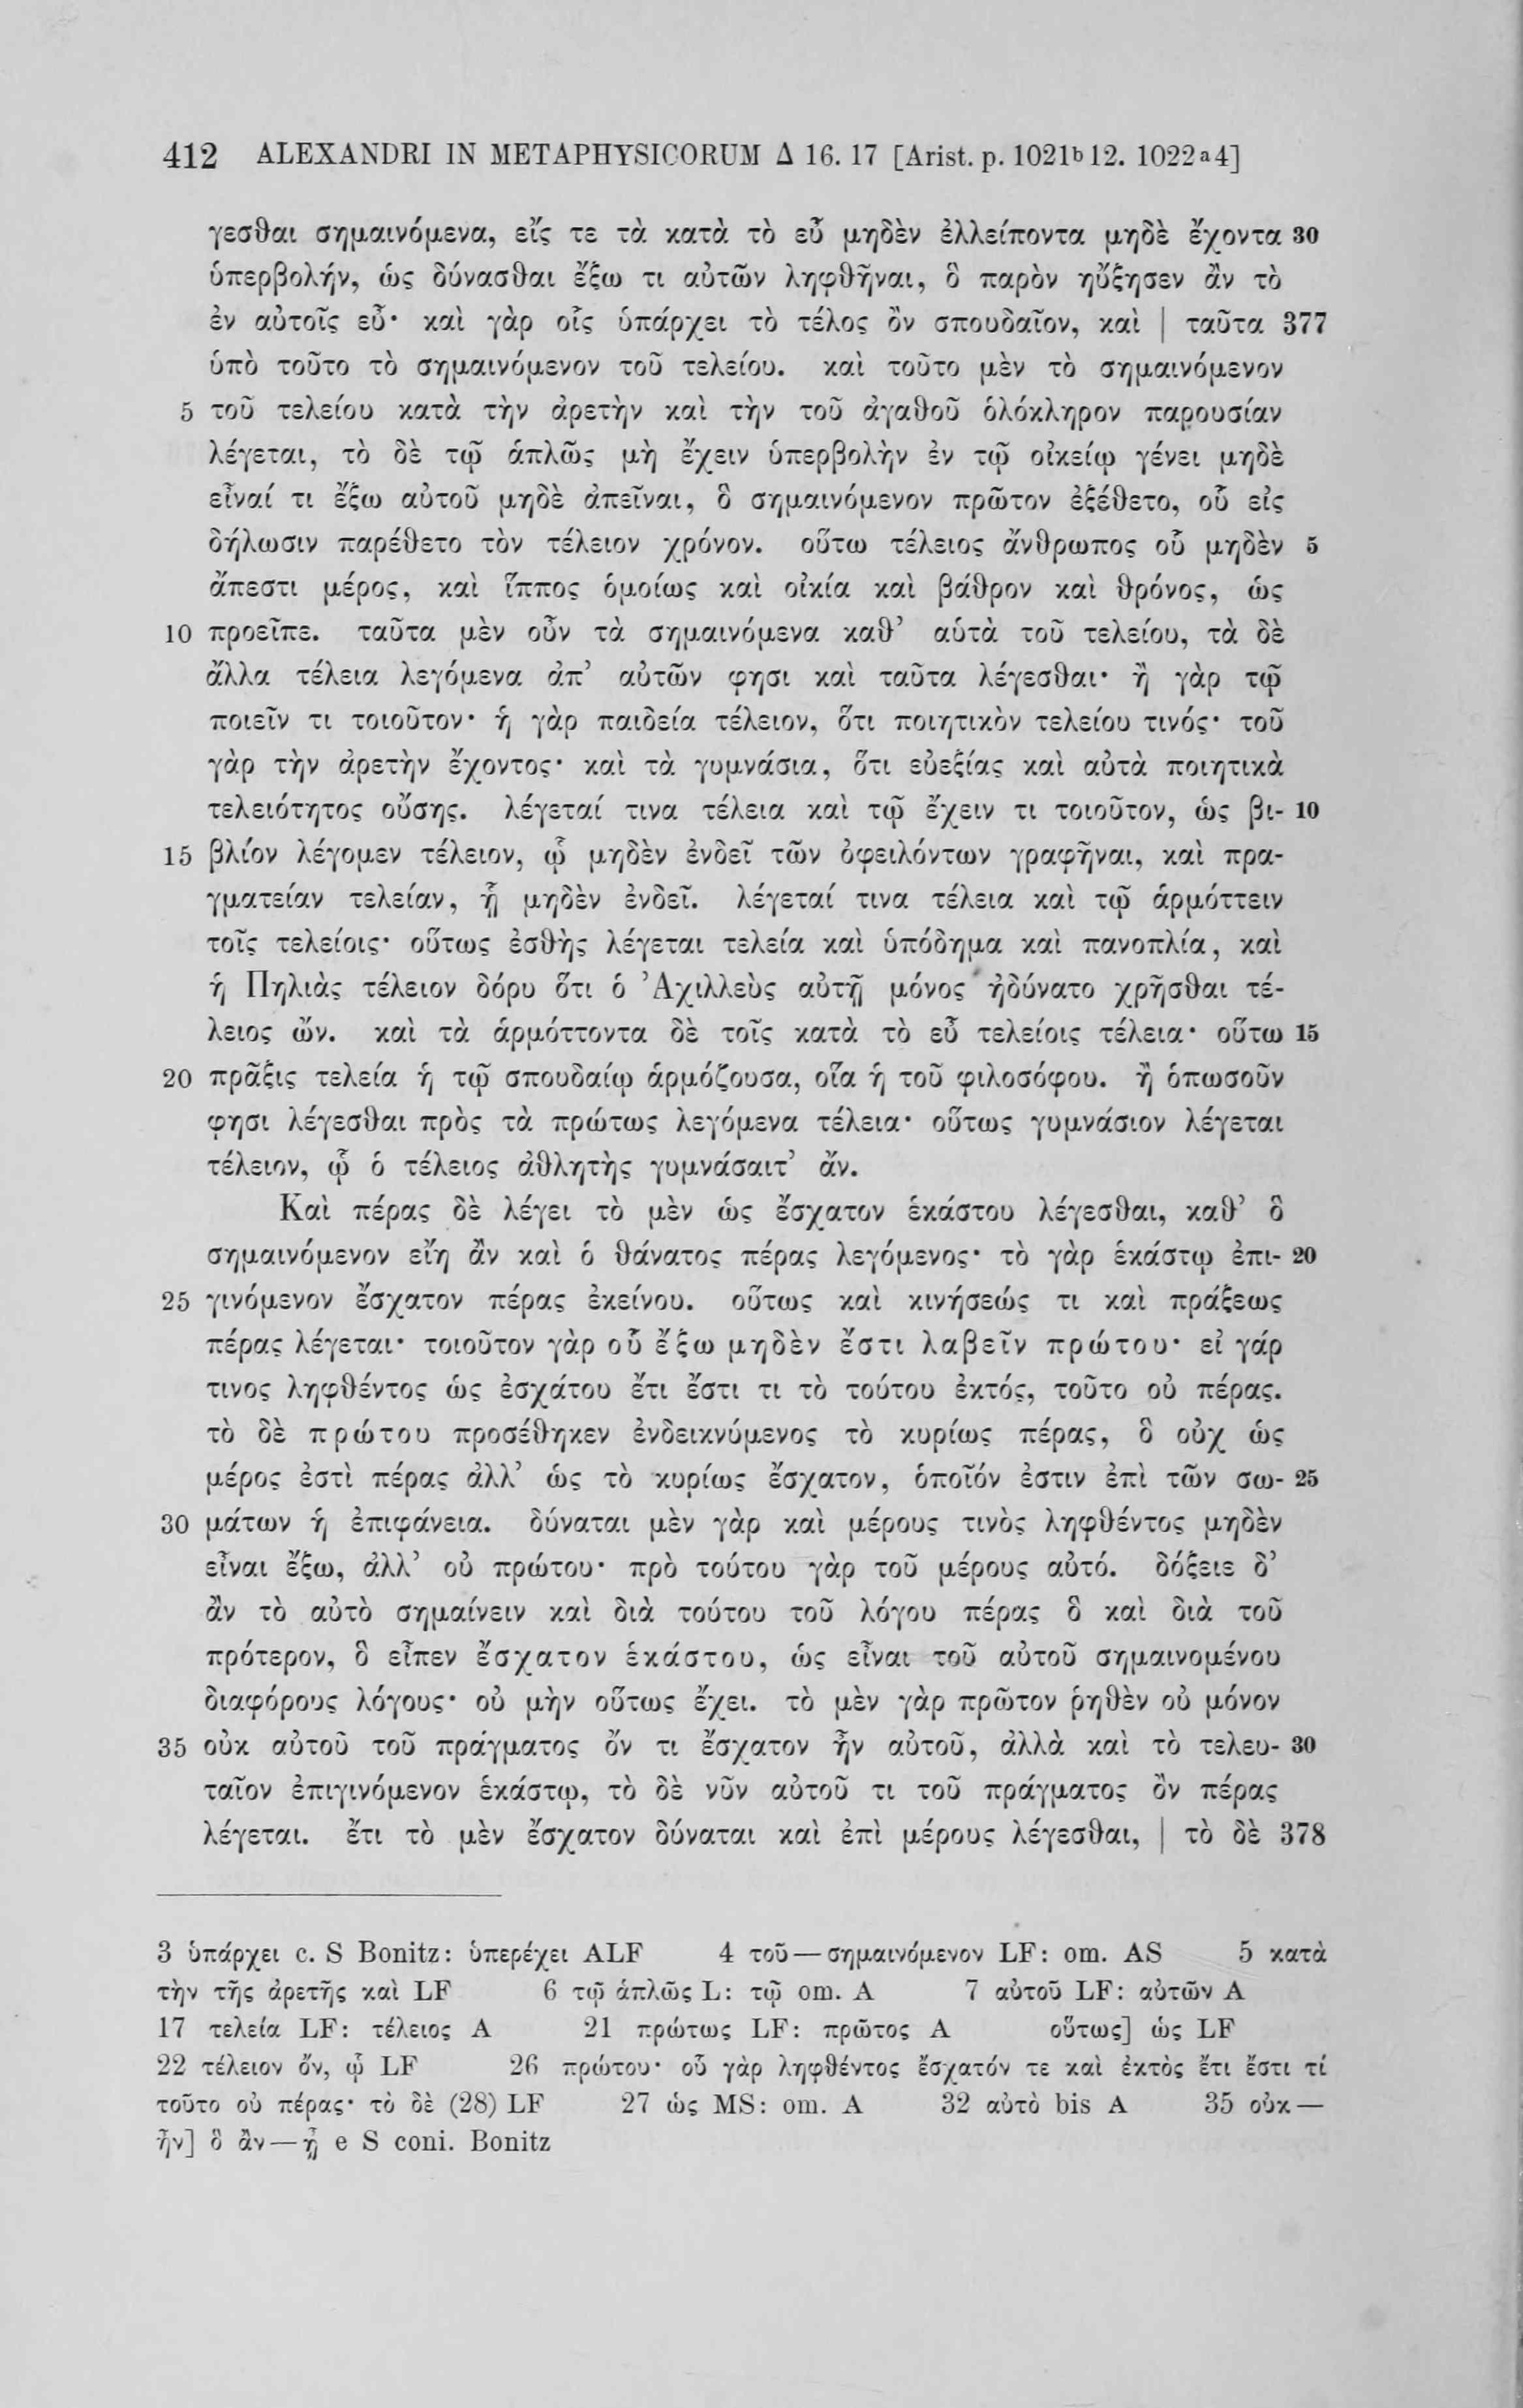 412 ALEXANDRI IN METAPHYSICORUM Δ 16. 17 [Arist. p. 1021b 12. 1022a4]
γεσθαι σημαινόμενα, εἴς τε τὰ κατὰ τὸ εὖ μηδὲν ἐλλείποντα μηδὲ ἔχοντα 30
ὑπερβολήν, ὡς δύνασθαι ἔξω τι αὐτῶν ληφθῆναι, ὃ παρὸν ηὔξησεν ἂν τὸ
ἐν αὐτοῖς εὖ· καὶ γὰρ οἷς ὑπάρχει τὸ τέλος ὂν σπουδαῖον, καὶ | ταῦτα 377
ὑπὸ τοῦτο τὸ σημαινόμενον τοῦ τελείου. καὶ τοῦτο μὲν τὸ σημαινόμενον
5 τοῦ τελείου κατὰ τὴν ἀρετὴν καὶ τὴν τοῦ ἀγαθοῦ ὁλόκληρον παρουσίαν
λέγεται, τὸ δὲ τῷ ἁπλῶς μὴ ἔχειν ὑπερβολὴν ἐν τῷ οἰκείῳ γένει μηδὲ
εἶναί τι ἔξω αὐτοῦ μηδὲ ἀπεῖναι, ὃ σημαινόμενον πρῶτον ἐξέθετο, οὗ εἰς
δήλωσιν παρέθετο τὸν τέλειον χρόνον. οὕτω τέλειος ἄνθρωπος οὗ μηδὲν 5
ἄπεστι μέρος, καὶ ἵππος ὁμοίως καὶ οἰκία καὶ βάθρον καὶ θρόνος, ὡς
10 προεῖπε. ταῦτα μὲν οὖν τὰ σημαινόμενα καθ’ αὑτὰ τοῦ τελείου, τὰ δὲ
ἄλλα τέλεια λεγόμενα ἀπ’ αὐτῶν φησι καὶ ταῦτα λέγεσθαι· ἢ γὰρ τῷ
ποιεῖν τι τοιοῦτον· ἡ γὰρ παιδεία τέλειον, ὅτι ποιητικὸν τελείου τινός· τοῦ
γὰρ τὴν ἀρετὴν ἔχοντος· καὶ τὰ γυμνάσια, ὅτι εὐεξίας καὶ αὐτὰ ποιητικὰ
τελειότητος οὔσης. λέγεταί τινα τέλεια καὶ τῷ ἔχειν τι τοιοῦτον, ὡς βι- 10
15 βλίον λέγομεν τέλειον, ᾧ μηδὲν ἐνδεῖ τῶν ὀφειλόντων γραφῆναι, καὶ πρα-
γματείαν τελείαν, ᾗ μηδὲν ἐνδεῖ. λέγεταί τινα τέλεια καὶ τῷ ἁρμόττειν
τοῖς τελείοις· οὕτως ἐσθὴς λέγεται τελεία καὶ ὑπόδημα καὶ πανοπλία, καὶ
ἡ Πηλιὰς τέλειον δόρυ ὅτι ὁ Ἀχιλλεὺς αὐτῇ μόνος ἠδύνατο χρῆσθαι τέ-
λειος ὤν. καὶ τὰ ἁρμόττοντα δὲ τοῖς κατὰ τὸ εὖ τελείοις τέλεια· οὕτω 15
20 πρᾶξις τελεία ἡ τῷ σπουδαίῳ ἁρμόζουσα, οἵα ἡ τοῦ φιλοσόφου. ἢ ὁπωσοῦν
φησι λέγεσθαι πρὸς τὰ πρώτως λεγόμενα τέλεια· οὕτως γυμνάσιον λέγεται
τέλειον, ᾧ ὁ τέλειος ἀθλητὴς γυμνάσαιτ’ ἄν.
Καὶ πέρας δὲ λέγει τὸ μὲν ὡς ἔσχατον ἑκάστου λέγεσθαι, καθ’ ὃ
σημαινόμενον εἴη ἂν καὶ ὁ θάνατος πέρας λεγόμενος· τὸ γὰρ ἑκάστῳ ἐπι- 20
25 γινόμενον ἔσχατον πέρας ἐκείνου. οὕτως καὶ κινήσεώς τι καὶ πράξεως
πέρας λέγεται· τοιοῦτον γὰρ οὗ ἔξω μηδὲν ἔστι λαβεῖν πρώτου· εἰ γάρ
τινος ληφθέντος ὡς ἐσχάτου ἔτι ἔστι τι τὸ τούτου ἐκτός, τοῦτο οὐ πέρας.
τὸ δὲ πρώτου προσέθηκεν ἐνδεικνύμενος τὸ κυρίως πέρας, ὃ οὐχ ὡς
μέρος ἐστὶ πέρας ἀλλ’ ὡς τὸ κυρίως ἔσχατον, ὁποῖόν ἐστιν ἐπὶ τῶν σω- 25
30 μάτων ἡ ἐπιφάνεια. δύναται μὲν γὰρ καὶ μέρους τινὸς ληφθέντος μηδὲν
εἶναι ἔξω, ἀλλ’ οὐ πρώτου· πρὸ τούτου γὰρ τοῦ μέρους αὐτό. δόξειε δ’
ἂν τὸ αὐτὸ σημαίνειν καὶ διὰ τούτου τοῦ λόγου πέρας ὃ καὶ διὰ τοῦ
πρότερον, ὃ εἶπεν ἔσχατον ἑκάστου, ὡς εἶναι τοῦ αὐτοῦ σημαινομένου
διαφόρους λόγους· οὐ μὴν οὕτως ἔχει. τὸ μὲν γὰρ πρῶτον ῥηθὲν οὐ μόνον
35 οὐκ αὐτοῦ τοῦ πράγματος ὄν τι ἔσχατον ἦν αὐτοῦ, ἀλλὰ καὶ τὸ τελευ- 30
ταῖον ἐπιγινόμενον ἑκάστῳ, τὸ δὲ νῦν αὐτοῦ τι τοῦ πράγματος ὂν πέρας
λέγεται. ἔτι τὸ μὲν ἔσχατον δύναται καὶ ἐπὶ μέρους λέγεσθαι, | τὸ δὲ 378
3 ὑπάρχει c. S Bonitz: ὑπερέχει ALF 4 τοῦ — σημαινόμενον LF: om. AS 5 κατὰ
τὴν τῆς ἀρετῆς καὶ LF 6 τῷ ἁπλῶς L: τῷ om. A 7 αὐτοῦ LF: αὐτῶν A
17 τελεία LF: τέλειος A 21 πρώτως LF: πρῶτος A οὕτως] ὡς LF
22 τέλειον ὄν, ᾧ LF 26 πρώτου· οὗ γὰρ ληφθέντος ἔσχατόν τε καὶ ἐκτὸς ἔτι ἔστι τί
τοῦτο οὐ πέρας· τὸ δὲ (28) LF 27 ὡς MS: om. A 32 αὐτὸ bis A 35 οὐκ —
ἦν] ὃ ἂν — ᾖ e S coni. Bonitz